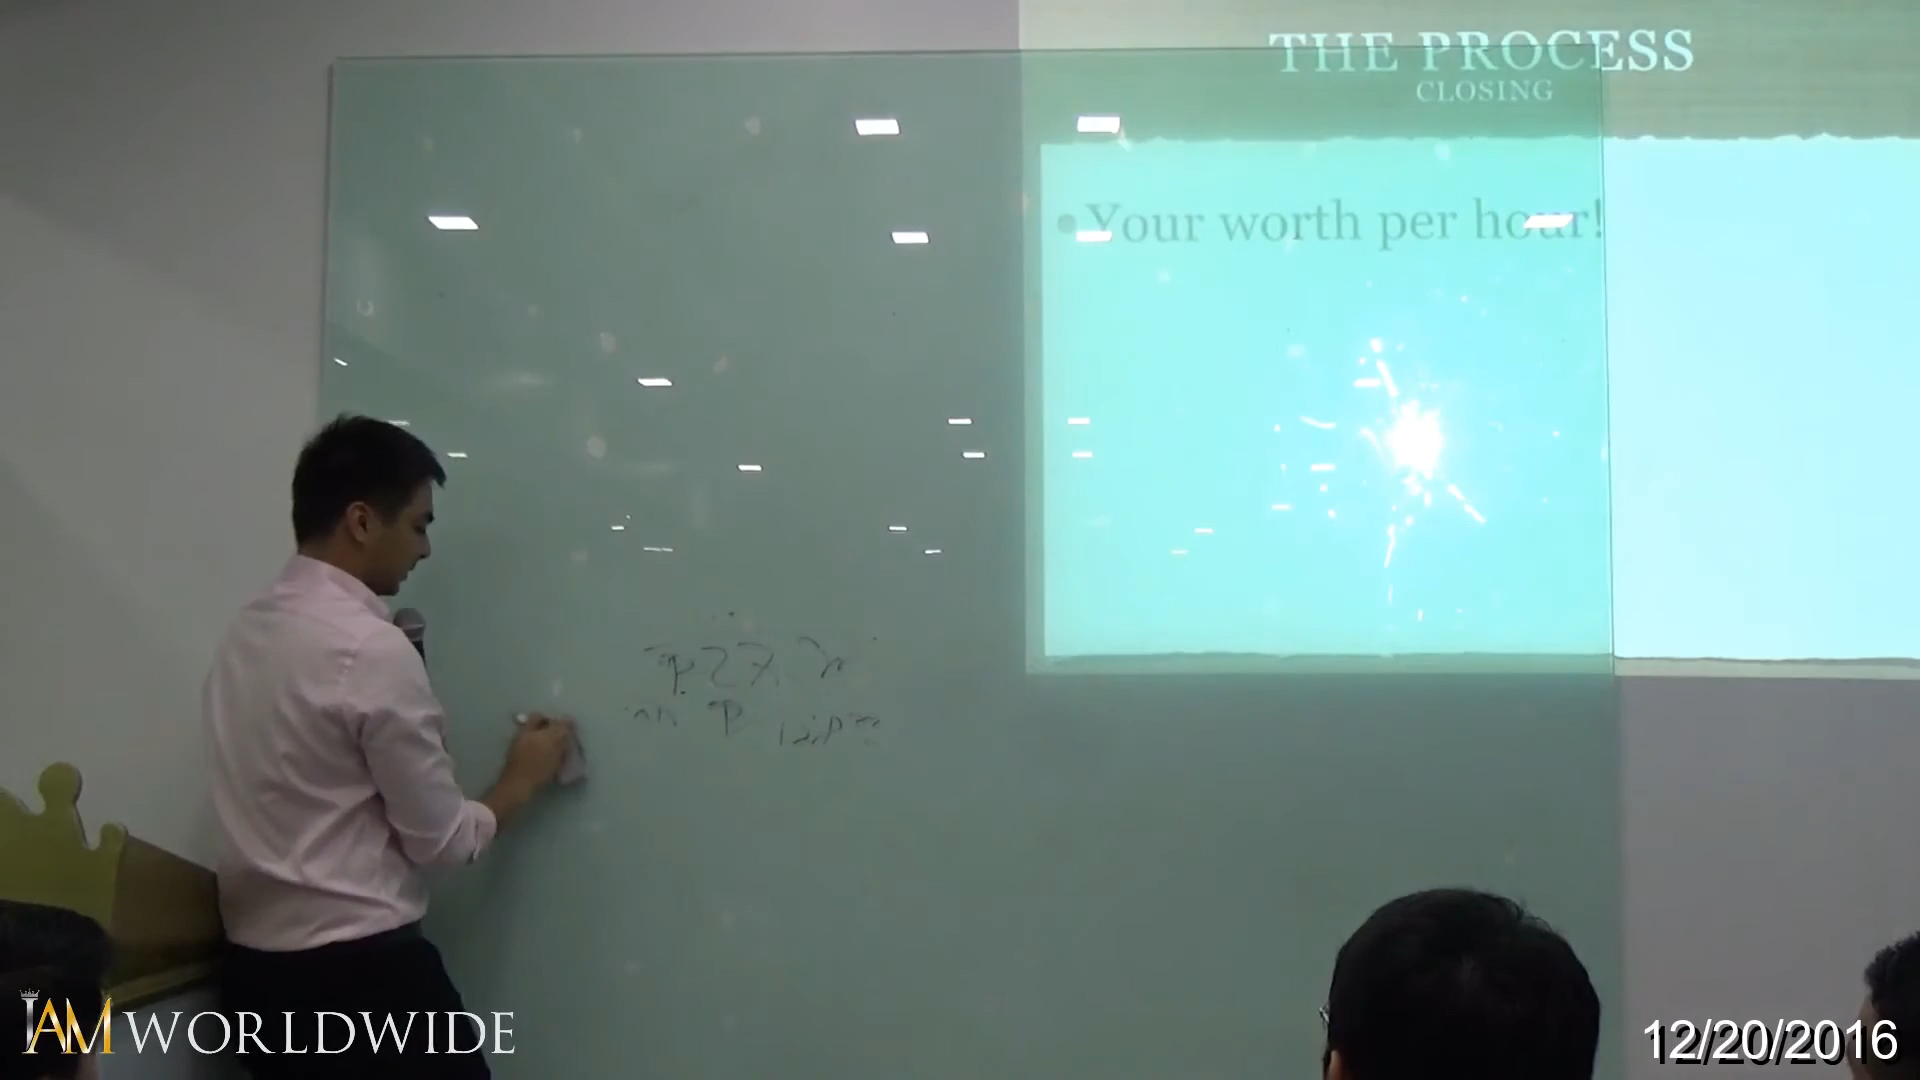 THE PROCESS
CLOSING
• Your worth per hour!
IAM WORLDWIDE
12/20/2016